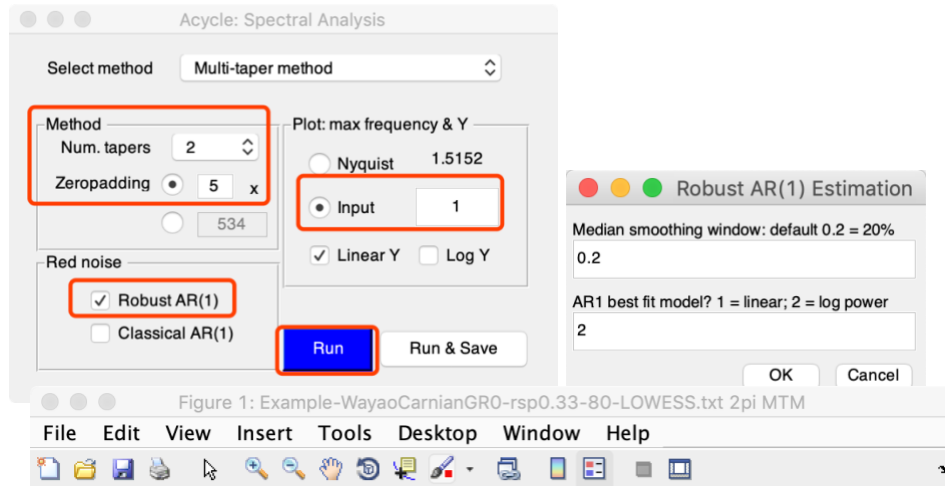 Acycle: Spectral Analysis
Select method Multi-taper method
Method
Num. tapers 2
Zeropadding 5 x
534
Plot: max frequency & Y
Nyquist 1.5152
Input 1
Linear Y Log Y
Red noise
Robust AR(1)
Classical AR(1)
Run Run & Save
Robust AR(1) Estimation
Median smoothing window: default 0.2 = 20%
0.2
AR1 best fit model? 1 = linear; 2 = log power
2
OK Cancel
Figure 1: Example-WayaoCarnianGR0-rsp0.33-80-LOWESS.txt 2pi MTM
File Edit View Insert Tools Desktop Window Help